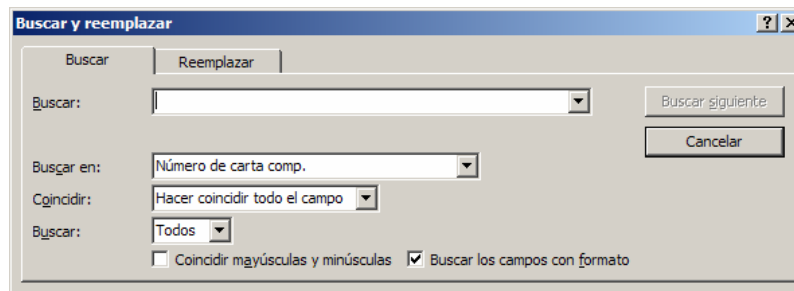 Buscar y reemplazar
Buscar Reemplazar
Buscar: Buscar siguiente
Cancelar
Buscar en: Número de carta comp.
Coincidir: Hacer coincidir todo el campo
Buscar: Todos
Coincidir mayúsculas y minúsculas Buscar los campos con formato